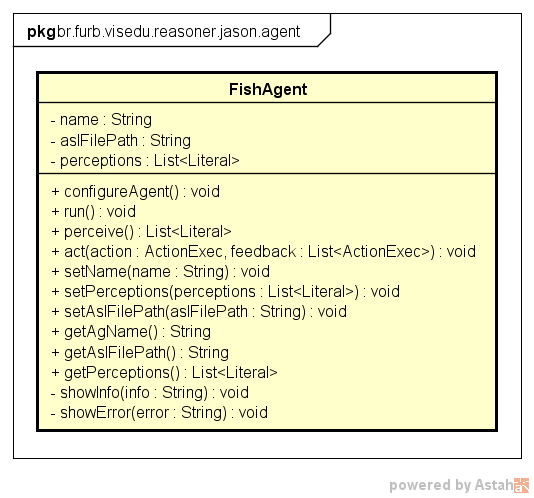 pkg br.furb.visedu.reasoner.jason.agent
FishAgent
- name : String
- aslFilePath : String
- perceptions : List<Literal>
+ configureAgent() : void
+ run() : void
+ perceive() : List<Literal>
+ act(action : ActionExec, feedback : List<ActionExec>) : void
+ setName(name : String) : void
+ setPerceptions(perceptions : List<Literal>) : void
+ setAslFilePath(aslFilePath : String) : void
+ getAgName() : String
+ getAslFilePath() : String
+ getPerceptions() : List<Literal>
- showInfo(info : String) : void
- showError(error : String) : void
powered by Astah